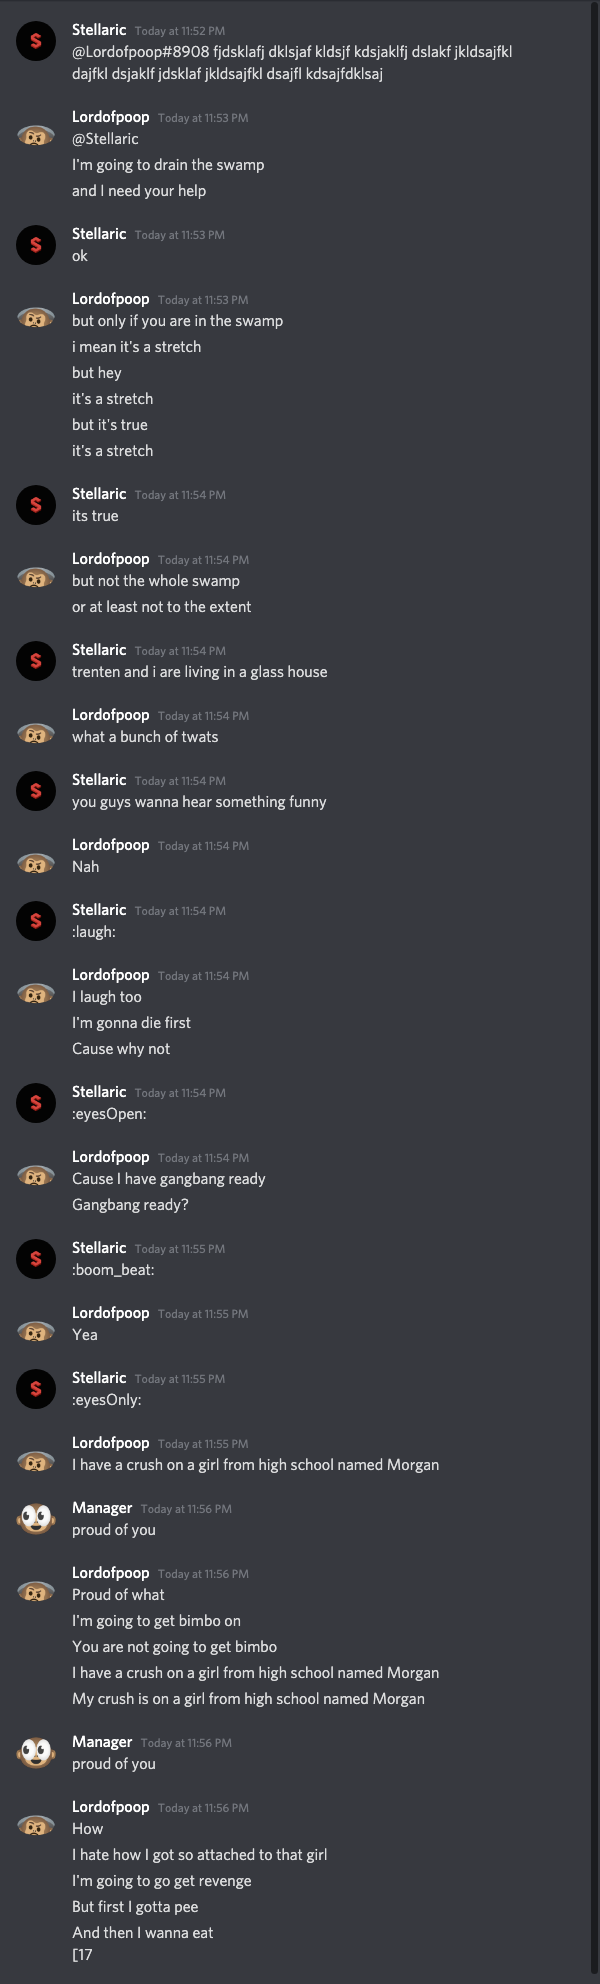 Stellaric Today at 11:52 PM
@Lordofpoop#8908 fjdsklafj dklsjaf kldsjf kdsjaklfj dslakf jkldsajfkl
dajfkl dsjaklf jdsklaf jkldsajfkl dsajfl kdsajfdklsaj
Lordofpoop Today at 11:53 PM
@Stellaric
I'm going to drain the swamp
and I need your help
Stellaric Today at 11:53 PM
ok
Lordofpoop Today at 11:53 PM
but only if you are in the swamp
i mean it's a stretch
but hey
it's a stretch
but it's true
it's a stretch
Stellaric Today at 11:54 PM
its true
Lordofpoop Today at 11:54 PM
but not the whole swamp
or at least not to the extent
Stellaric Today at 11:54 PM
trenten and i are living in a glass house
Lordofpoop Today at 11:54 PM
what a bunch of twats
Stellaric Today at 11:54 PM
you guys wanna hear something funny
Lordofpoop Today at 11:54 PM
Nah
Stellaric Today at 11:54 PM
:laugh:
Lordofpoop Today at 11:54 PM
I laugh too
I'm gonna die first
Cause why not
Stellaric Today at 11:54 PM
:eyesOpen:
Lordofpoop Today at 11:54 PM
Cause I have gangbang ready
Gangbang ready?
Stellaric Today at 11:55 PM
:boom_beat:
Lordofpoop Today at 11:55 PM
Yea
Stellaric Today at 11:55 PM
:eyesOnly:
Lordofpoop Today at 11:55 PM
I have a crush on a girl from high school named Morgan
Manager Today at 11:56 PM
proud of you
Lordofpoop Today at 11:56 PM
Proud of what
I'm going to get bimbo on
You are not going to get bimbo
I have a crush on a girl from high school named Morgan
My crush is on a girl from high school named Morgan
Manager Today at 11:56 PM
proud of you
Lordofpoop Today at 11:56 PM
How
I hate how I got so attached to that girl
I'm going to go get revenge
But first I gotta pee
And then I wanna eat
[17